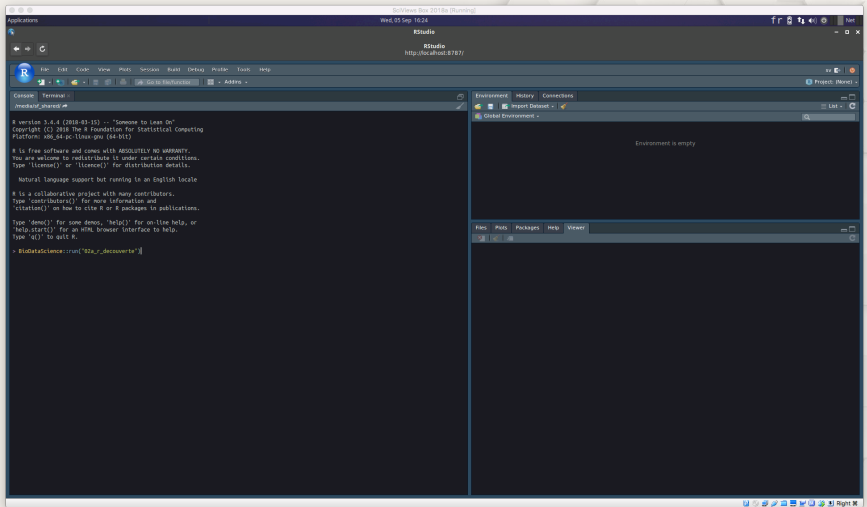 SciViews Box 2018a [Running]
Applications Wed, 05 Sep 16:24 fr Net
RStudio
RStudio
http://localhost:8787/
File Edit Code View Plots Session Build Debug Profile Tools Help sv
Go to file/function Addins Project: (None)
Console Terminal
/media/sf_shared/
R version 3.4.4 (2018-03-15) -- "Someone to Lean On"
Copyright (C) 2018 The R Foundation for Statistical Computing
Platform: x86_64-pc-linux-gnu (64-bit)
R is free software and comes with ABSOLUTELY NO WARRANTY.
You are welcome to redistribute it under certain conditions.
Type 'license()' or 'licence()' for distribution details.
Natural language support but running in an English locale
R is a collaborative project with many contributors.
Type 'contributors()' for more information and
'citation()' on how to cite R or R packages in publications.
Type 'demo()' for some demos, 'help()' for on-line help, or
'help.start()' for an HTML browser interface to help.
Type 'q()' to quit R.
> BioDataScience::run("02a_r_decouverte")
Environment History Connections
Import Dataset List
Global Environment
Environment is empty
Files Plots Packages Help Viewer
Right ⌘